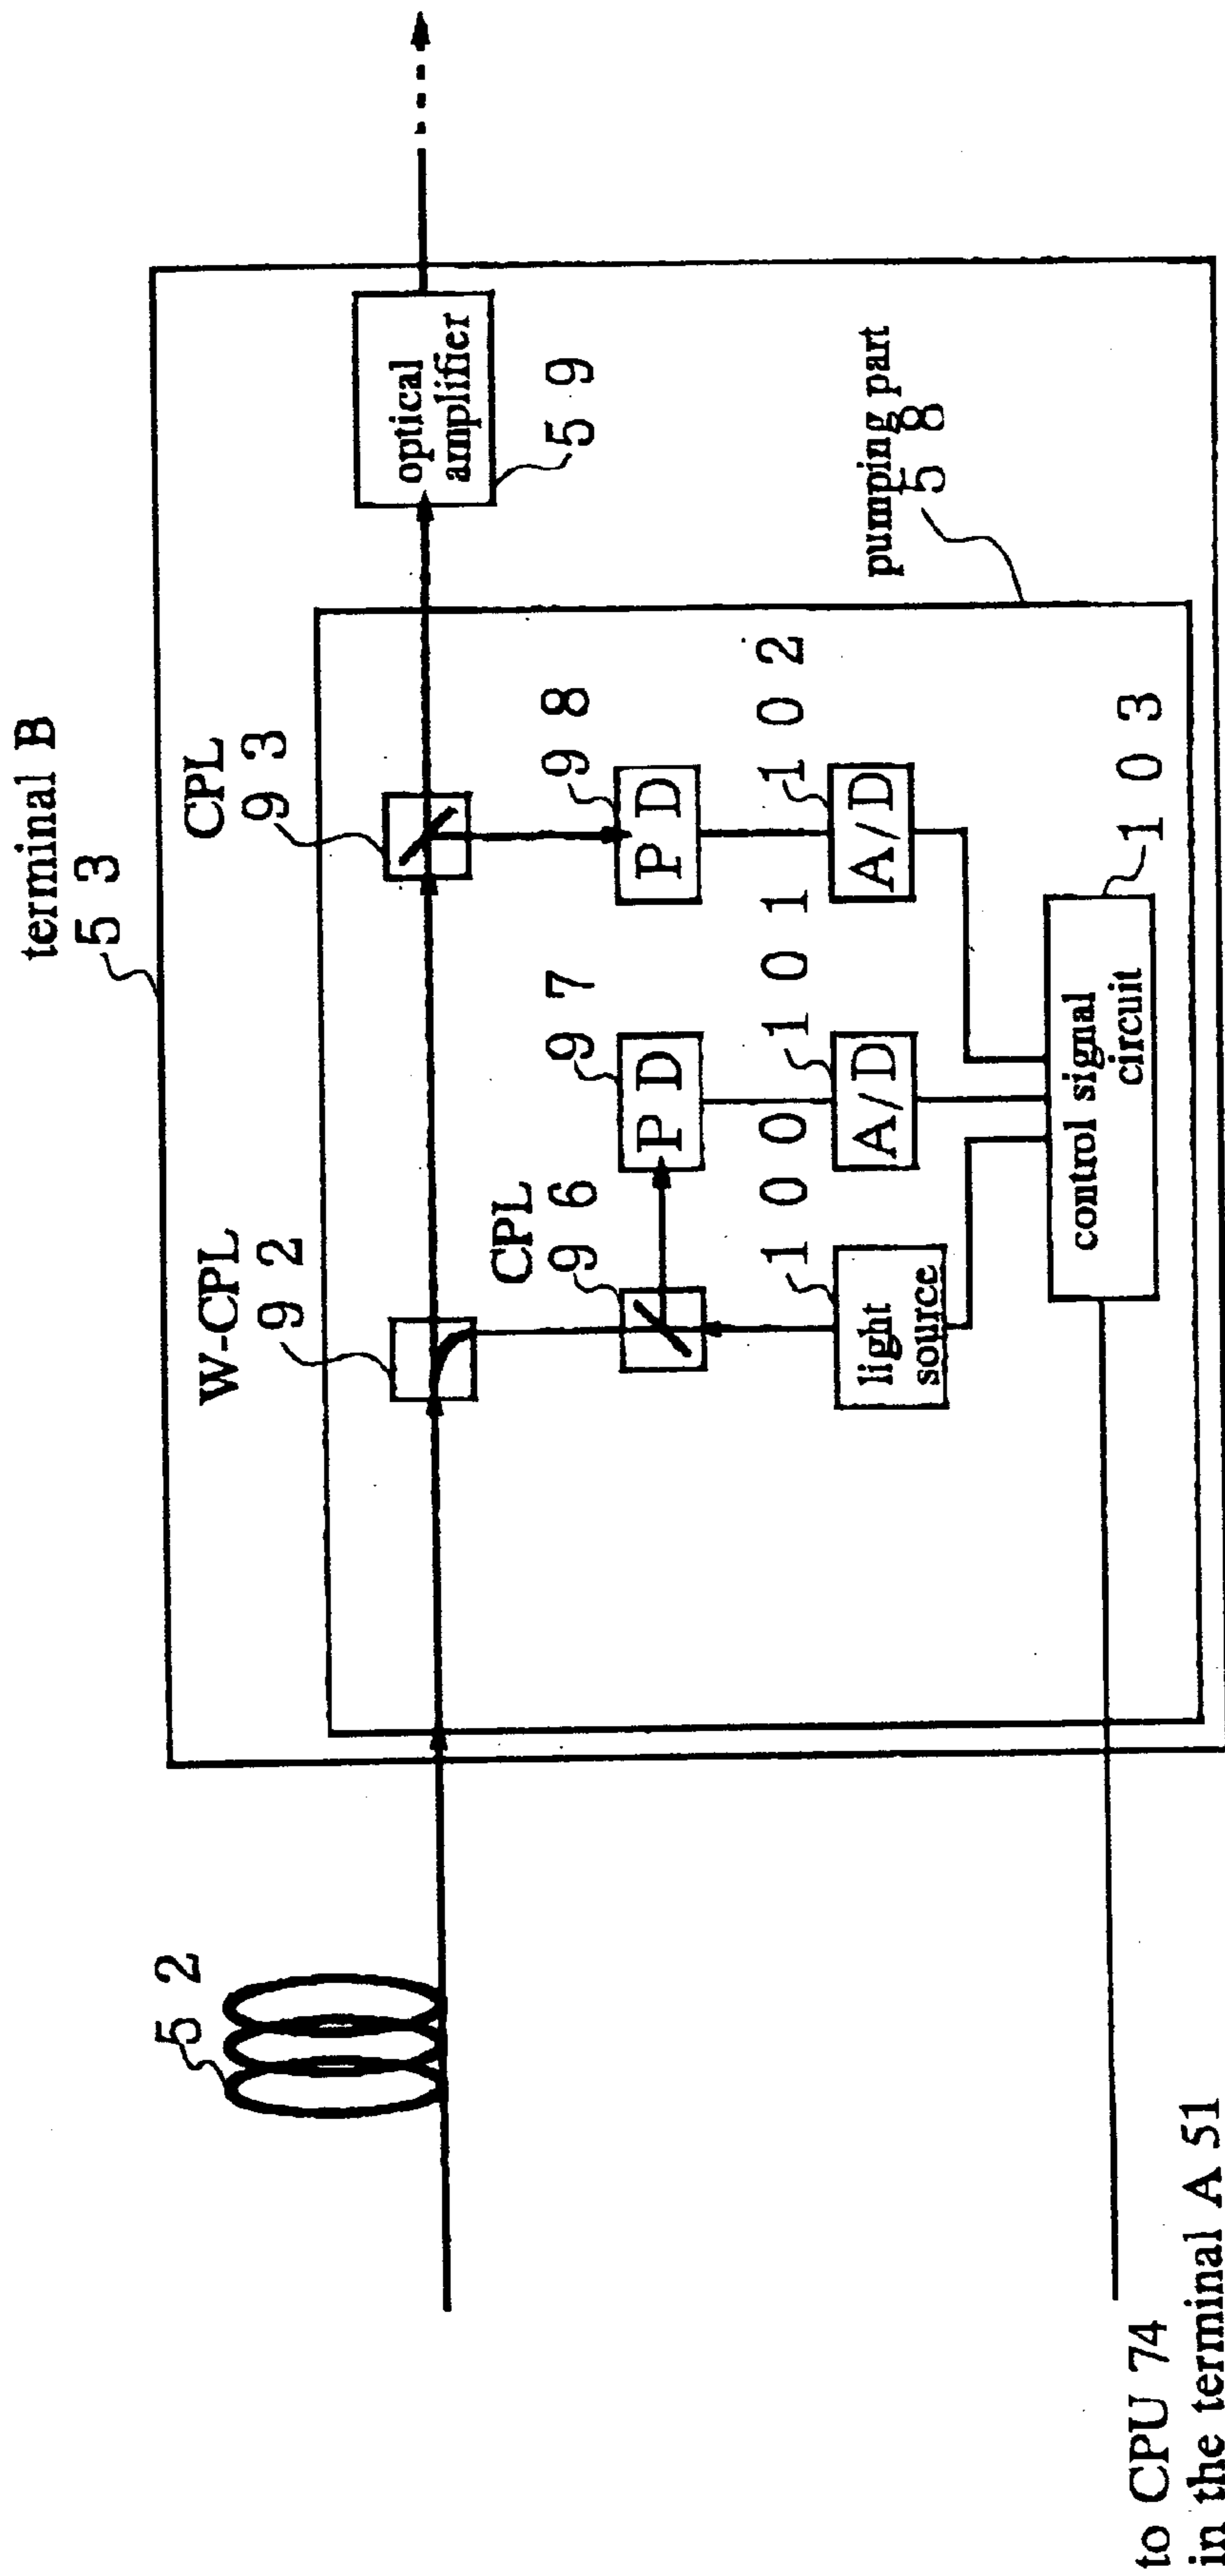 terminal B
5 3
CPL
9 3
W-CPL
9 2
5 2
optical
amplifier
5 9
CPL
9 6
9 7
P D
9 8
P D
pumping part
5 8
1 0 0
light
source
1 0 1
A/D
1 0 2
A/D
control signal
circuit
1 0 3
to CPU 74
in the terminal A 51